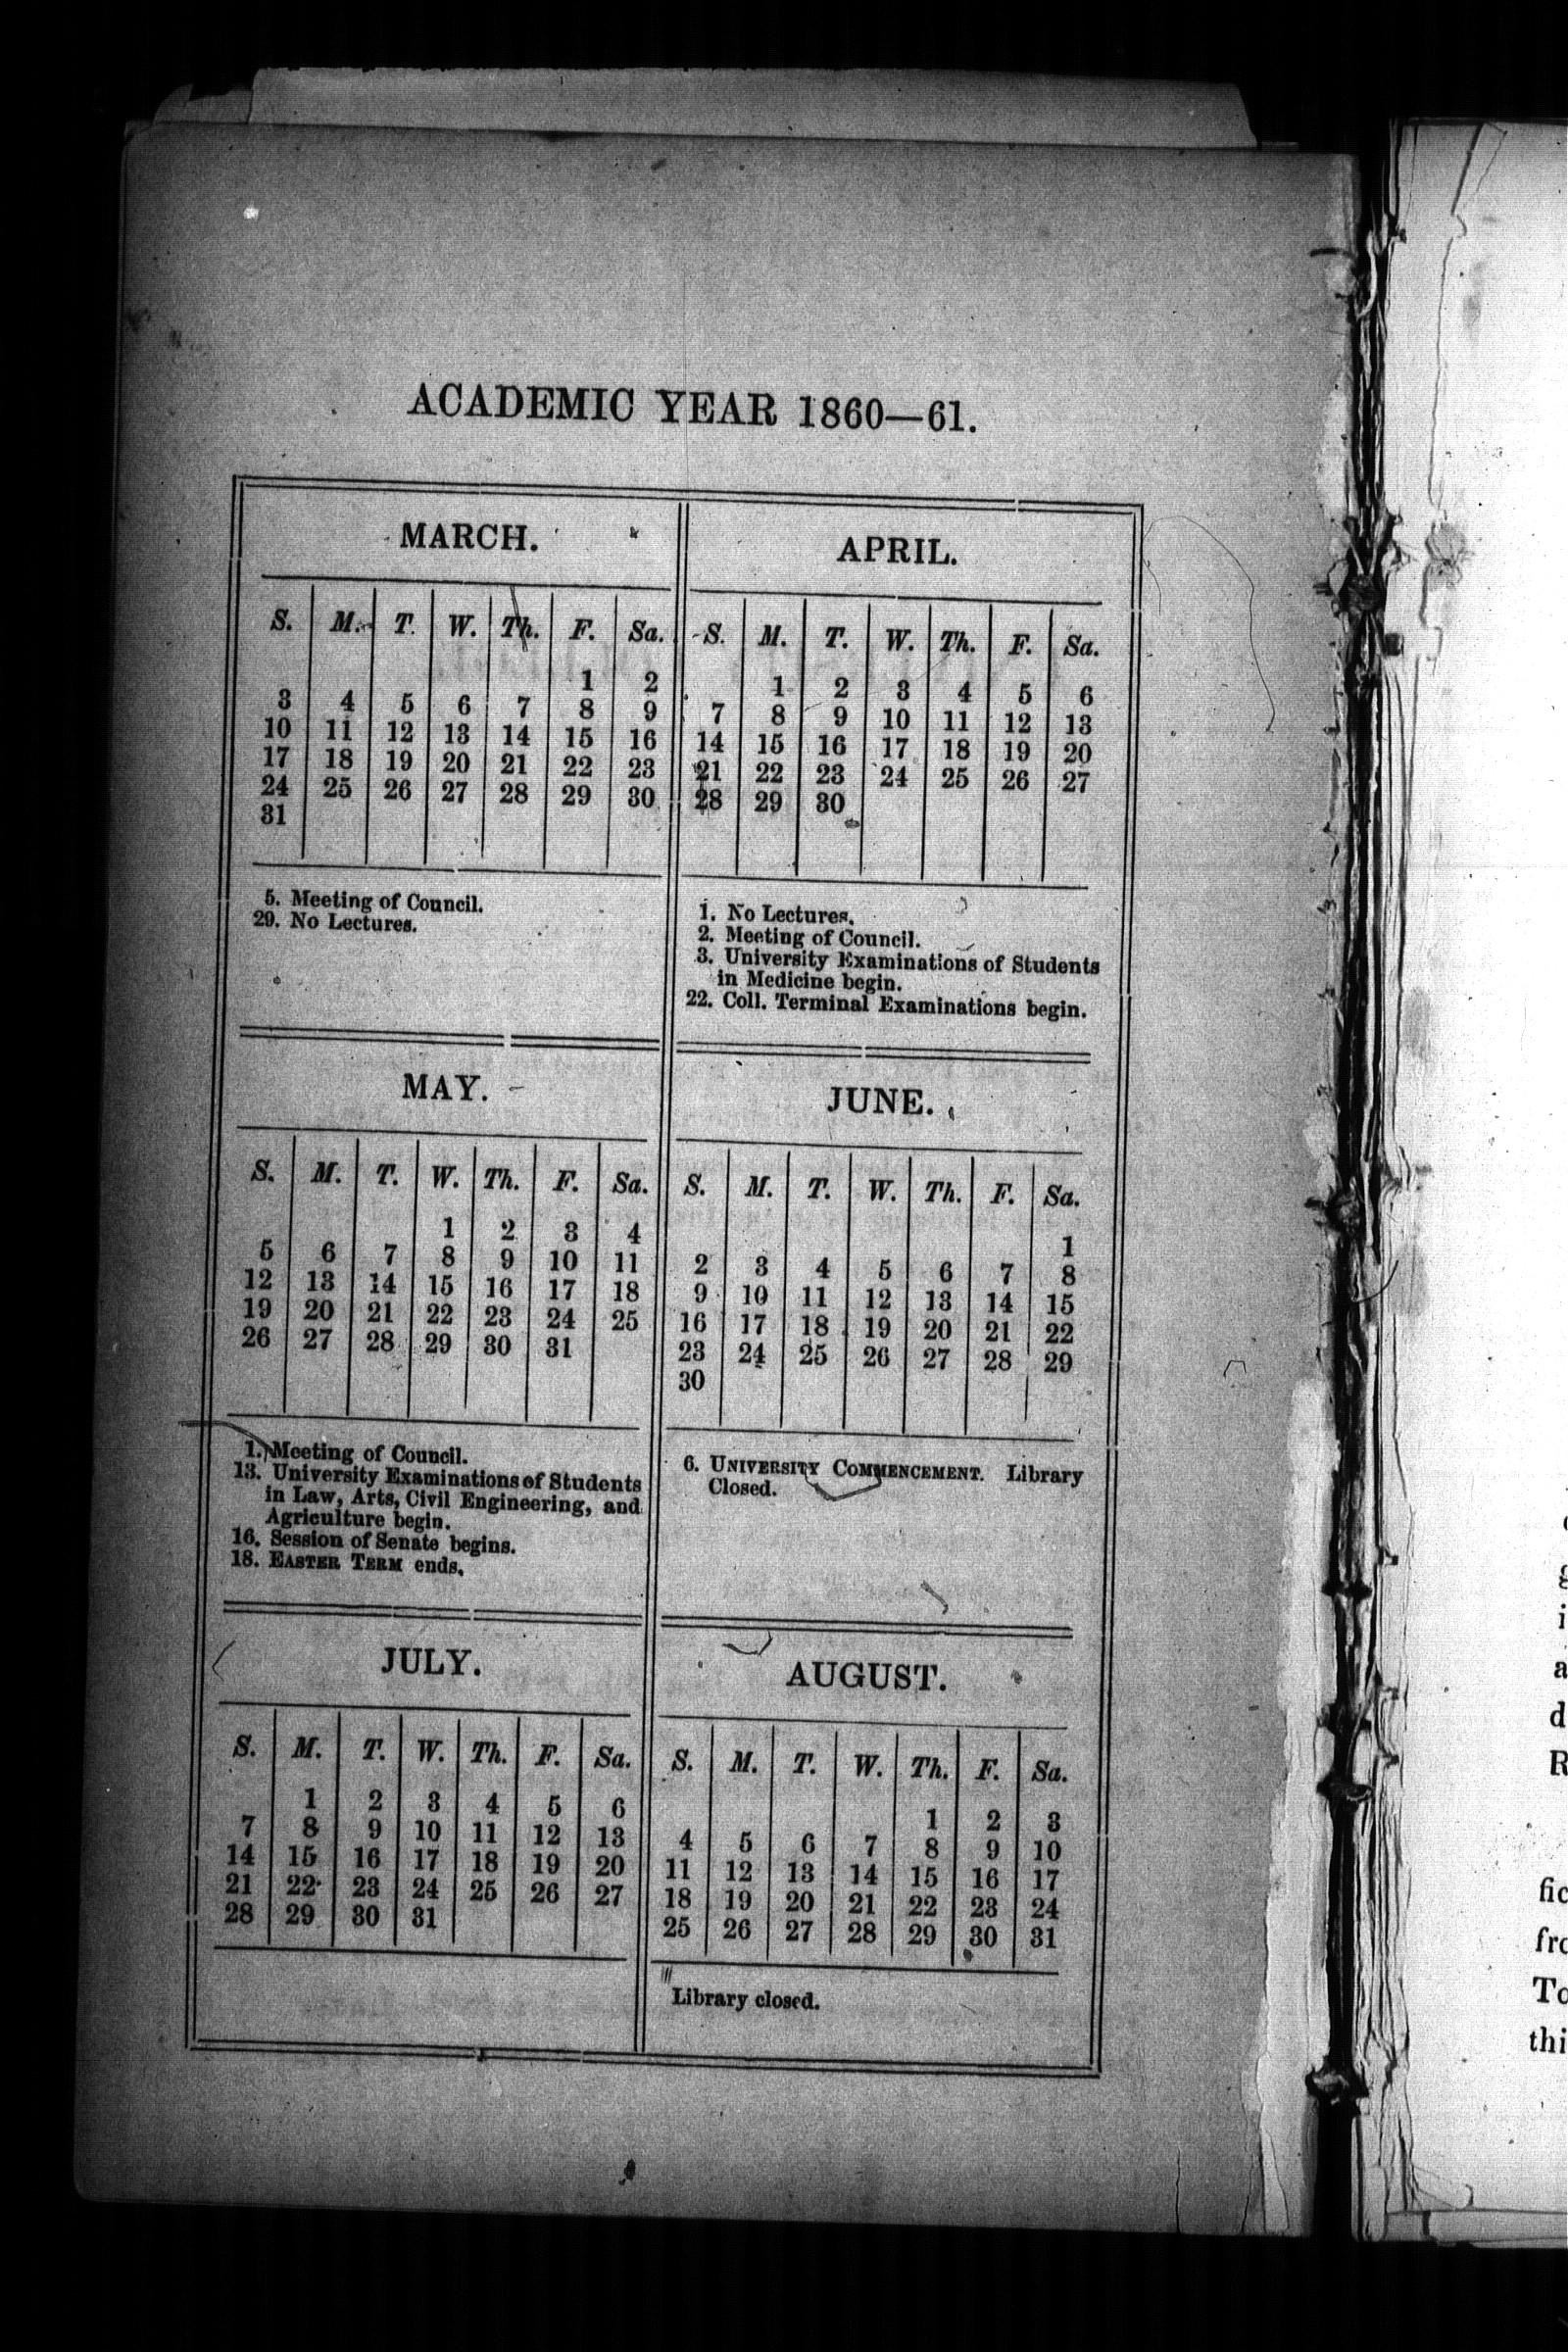 ACADEMIC YEAR 1860—61.
MARCH.
S. M. T. W. Th. F. Sa.
1 2
3 4 5 6 7 8 9
10 11 12 13 14 15 16
17 18 19 20 21 22 23
24 25 26 27 28 29 30
31
5. Meeting of Council.
29. No Lectures.
APRIL.
S. M. T. W. Th. F. Sa.
1 2 3 4 5 6
7 8 9 10 11 12 13
14 15 16 17 18 19 20
21 22 23 24 25 26 27
28 29 30
1. No Lectures.
2. Meeting of Council.
3. University Examinations of Students
in Medicine begin.
22. Coll. Terminal Examinations begin.
MAY.
S. M. T. W. Th. F. Sa.
1 2 3 4
5 6 7 8 9 10 11
12 13 14 15 16 17 18
19 20 21 22 23 24 25
26 27 28 29 30 31
1. Meeting of Council.
13. University Examinations of Students
in Law, Arts, Civil Engineering, and
Agriculture begin.
16. Session of Senate begins.
18. EASTER TERM ends.
JUNE.
S. M. T. W. Th. F. Sa.
1
2 3 4 5 6 7 8
9 10 11 12 13 14 15
16 17 18 19 20 21 22
23 24 25 26 27 28 29
30
6. UNIVERSITY COMMENCEMENT. Library
Closed.
JULY.
S. M. T. W. Th. F. Sa.
1 2 3 4 5 6
7 8 9 10 11 12 13
14 15 16 17 18 19 20
21 22 23 24 25 26 27
28 29 30 31
AUGUST.
S. M. T. W. Th. F. Sa.
1 2 3
4 5 6 7 8 9 10
11 12 13 14 15 16 17
18 19 20 21 22 23 24
25 26 27 28 29 30 31
Library closed.